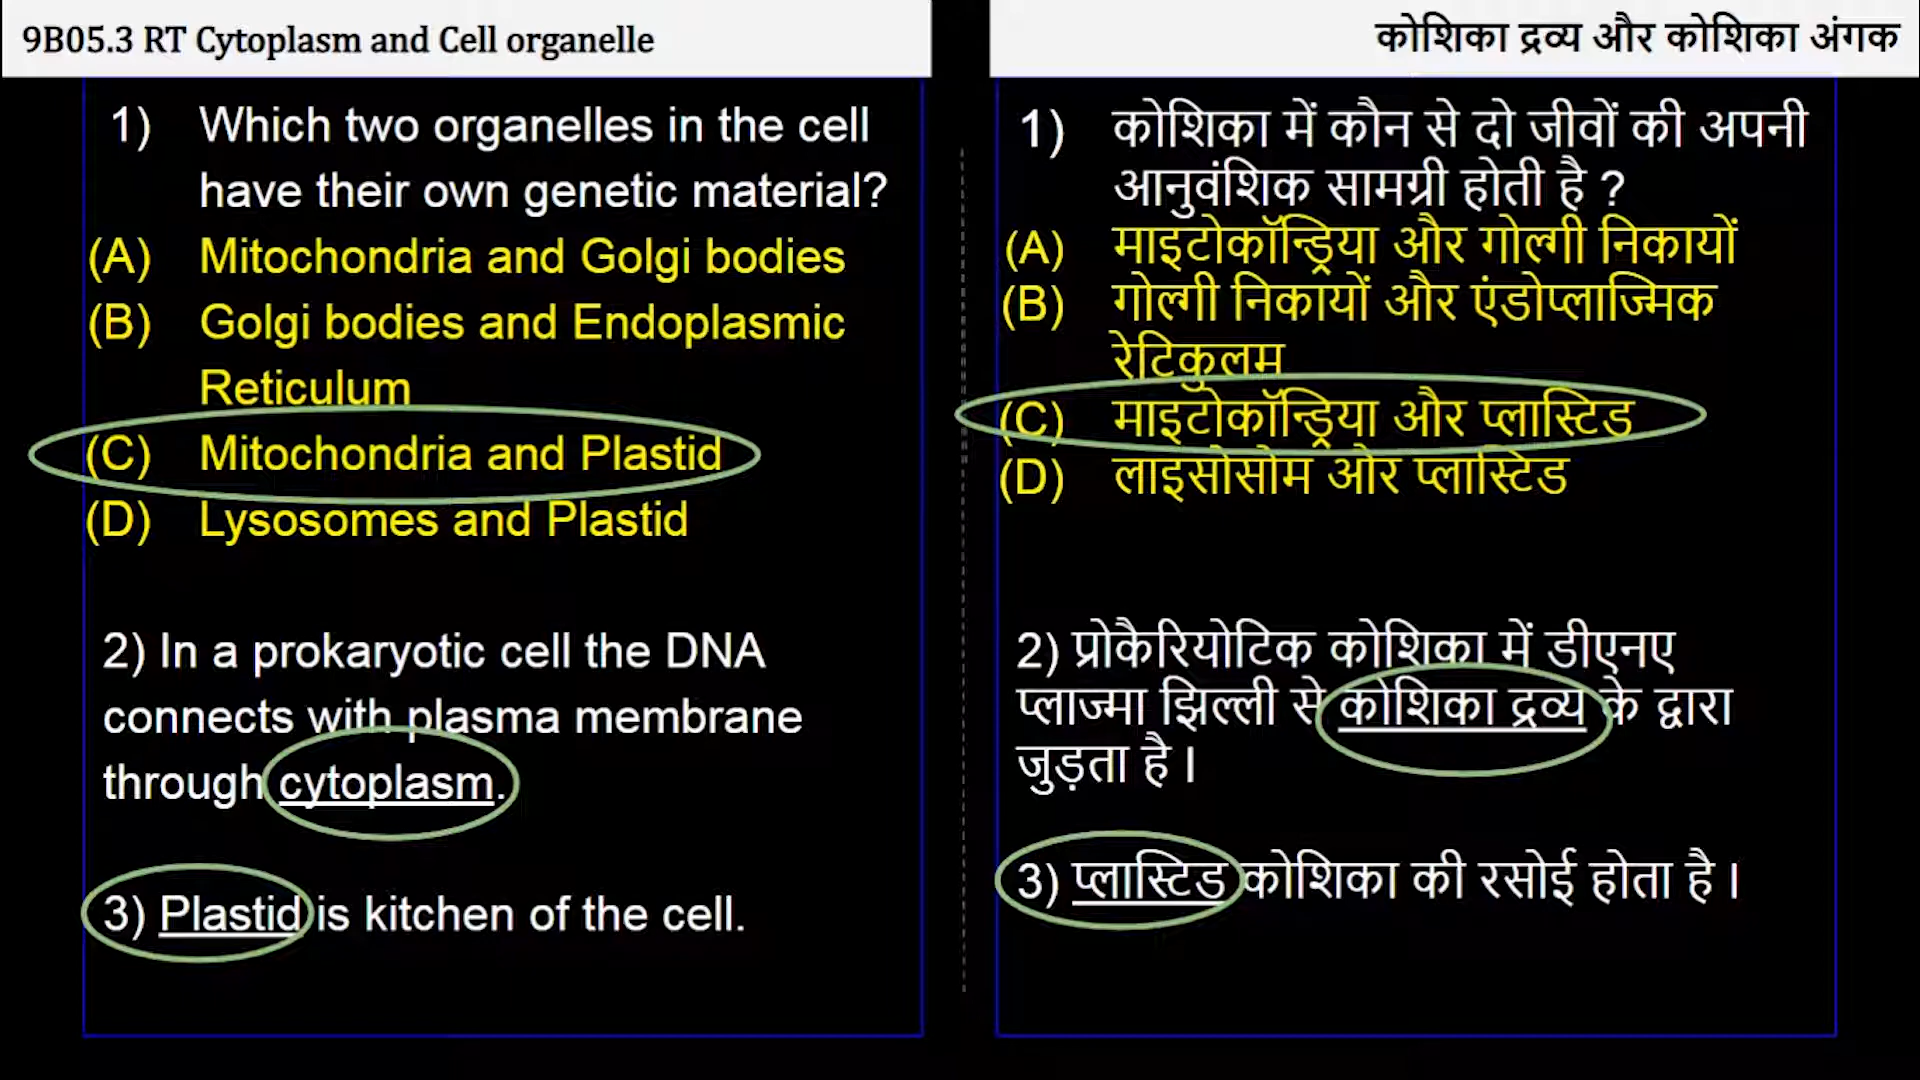 9B05.3 RT Cytoplasm and Cell organelle
1) Which two organelles in the cell
have their own genetic material?
(A) Mitochondria and Golgi bodies
(B) Golgi bodies and Endoplasmic
Reticulum
(C) Mitochondria and Plastid
(D) Lysosomes and Plastid
2) In a prokaryotic cell the DNA
connects with plasma membrane
through cytoplasm.
3) Plastid is kitchen of the cell.
कोशिका द्रव्य और कोशिका अंगक
1) कोशिका में कौन से दो जीवों की अपनी
आनुवंशिक सामग्री होती है ?
(A) माइटोकॉन्ड्रिया और गोल्गी निकायों
(B) गोल्गी निकायों और एंडोप्लाज्मिक
रेटिकुलम
(C) माइटोकॉन्ड्रिया और प्लास्टिड
(D) लाइसोसोम और प्लास्टिड
2) प्रोकैरियोटिक कोशिका में डीएनए
प्लाज्मा झिल्ली से कोशिका द्रव्य के द्वारा
जुड़ता है ।
3) प्लास्टिड कोशिका की रसोई होता है ।